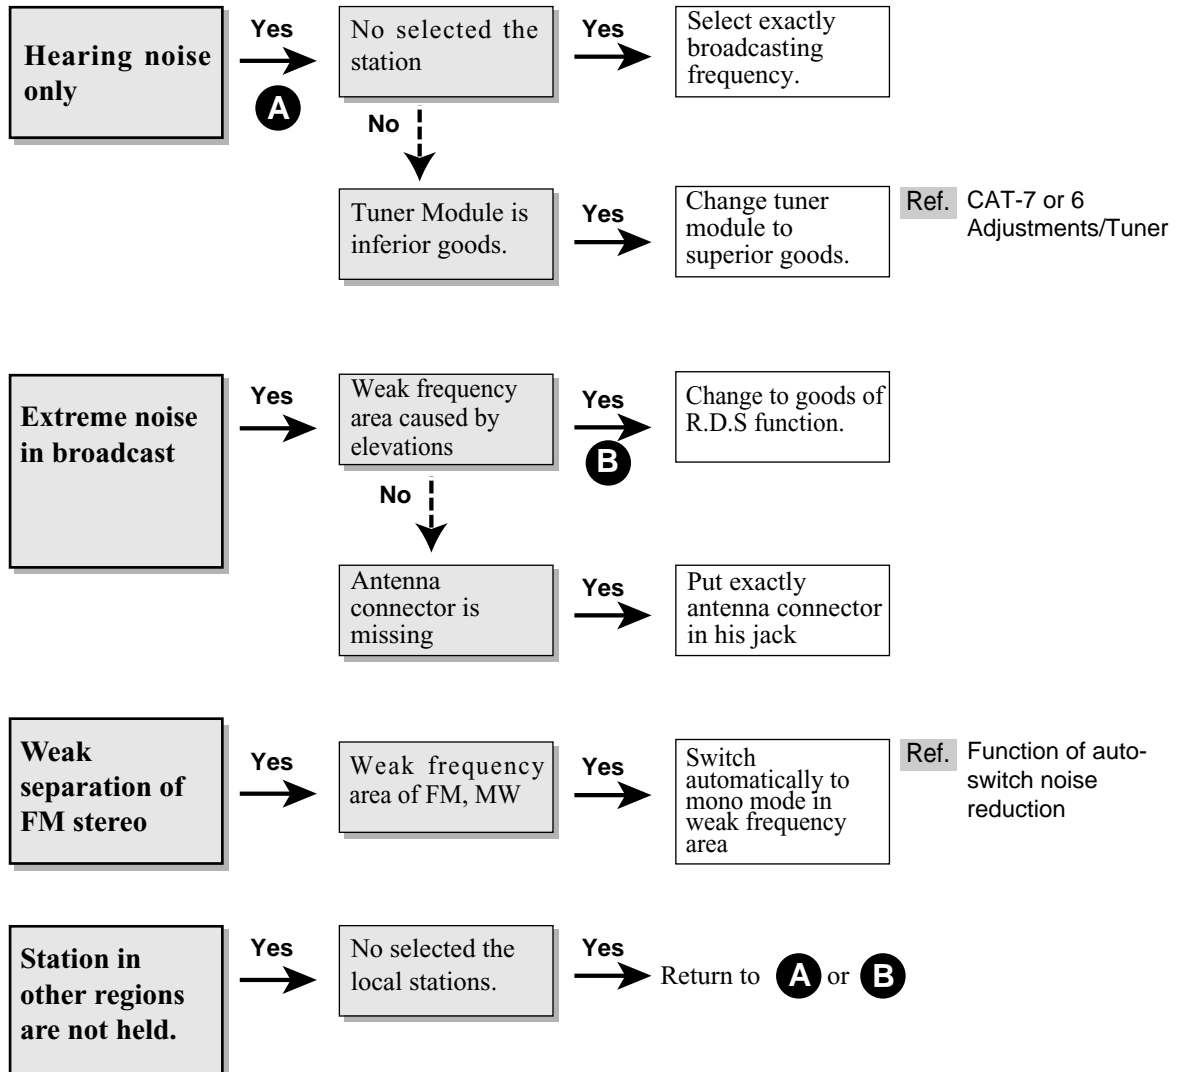 Hearing noise
only
Yes
A
No selected the
station
Yes
Select exactly
broadcasting
frequency.
No
Tuner Module is
inferior goods.
Yes
Change tuner
module to
superior goods.
Ref.
CAT-7 or 6
Adjustments/Tuner
Extreme noise
in broadcast
Yes
Weak frequency
area caused by
elevations
Yes
B
Change to goods of
R.D.S function.
No
Antenna
connector is
missing
Yes
Put exactly
antenna connector
in his jack
Weak
separation of
FM stereo
Yes
Weak frequency
area of FM, MW
Yes
Switch
automatically to
mono mode in
weak frequency
area
Ref.
Function of auto-
switch noise
reduction
Station in
other regions
are not held.
Yes
No selected the
local stations.
Yes
Return to A or B